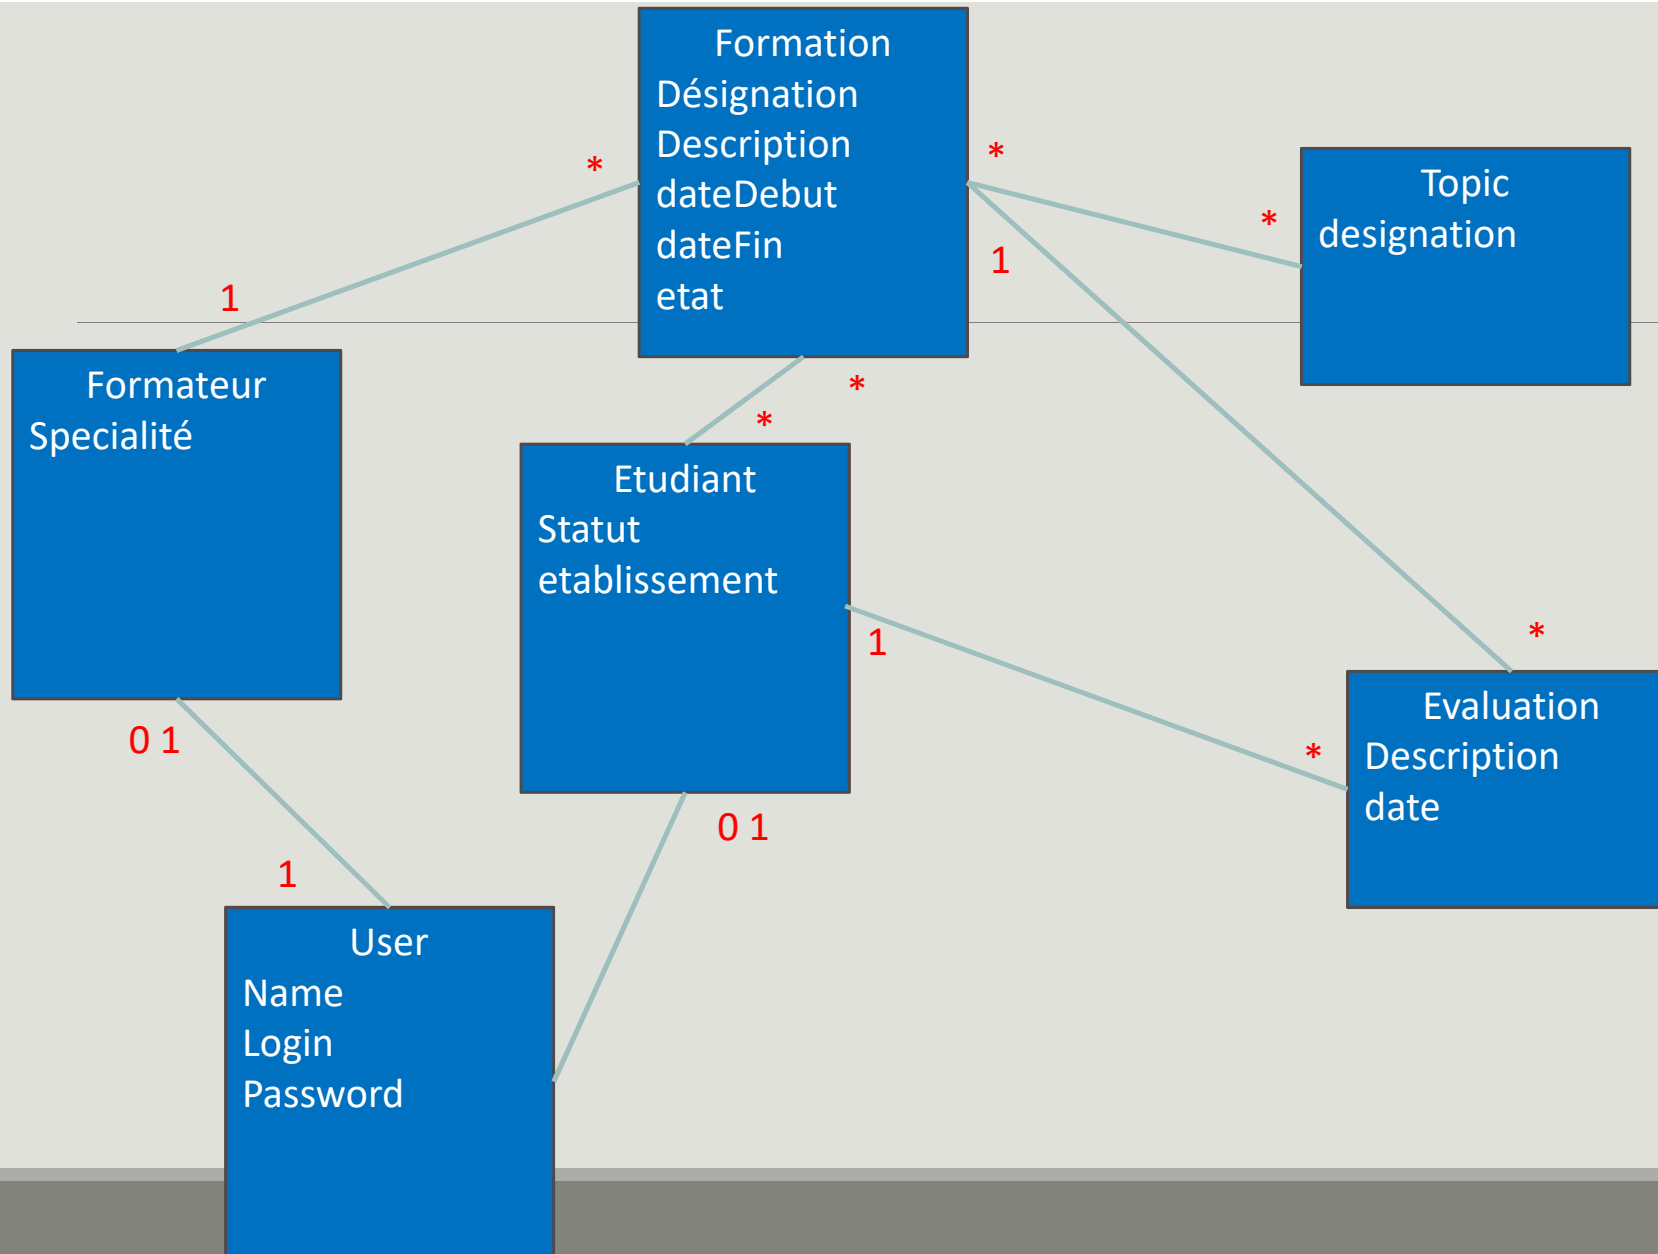 Formation
Désignation
Description
dateDebut
dateFin
etat
*
*
Topic
designation
*
1
1
Formateur
Specialité
*
*
Etudiant
Statut
etablissement
1
*
Evaluation
Description
date
*
0 1
0 1
1
User
Name
Login
Password